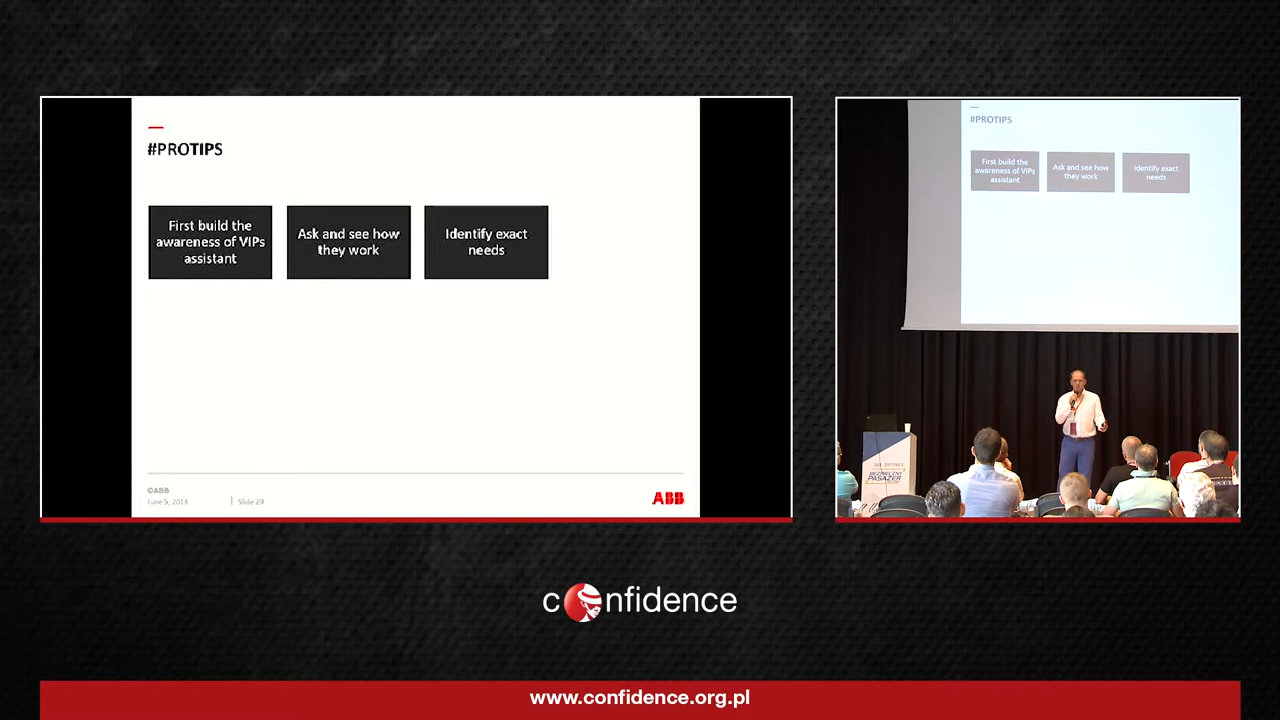 #PROTIPS
First build the
awareness of VIPs
assistant
Ask and see how
they work
Identify exact
needs
©ABB
June 5, 2018
Slide 29
ABB
#PROTIPS
First build the
awareness of VIPs
assistant
Ask and see how
they work
Identify exact
needs
BEZPIECZNY
PASAŻER
confidence
www.confidence.org.pl